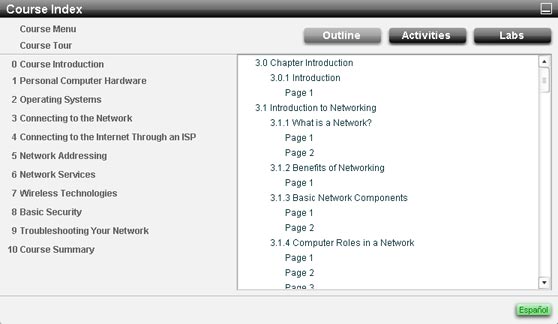 Course Index
Course Menu
Course Tour
Outline
Activities
Labs
0 Course Introduction
1 Personal Computer Hardware
2 Operating Systems
3 Connecting to the Network
4 Connecting to the Internet Through an ISP
5 Network Addressing
6 Network Services
7 Wireless Technologies
8 Basic Security
9 Troubleshooting Your Network
10 Course Summary
3.0 Chapter Introduction
3.0.1 Introduction
Page 1
3.1 Introduction to Networking
3.1.1 What is a Network?
Page 1
Page 2
3.1.2 Benefits of Networking
Page 1
3.1.3 Basic Network Components
Page 1
Page 2
3.1.4 Computer Roles in a Network
Page 1
Page 2
Page 3
Español